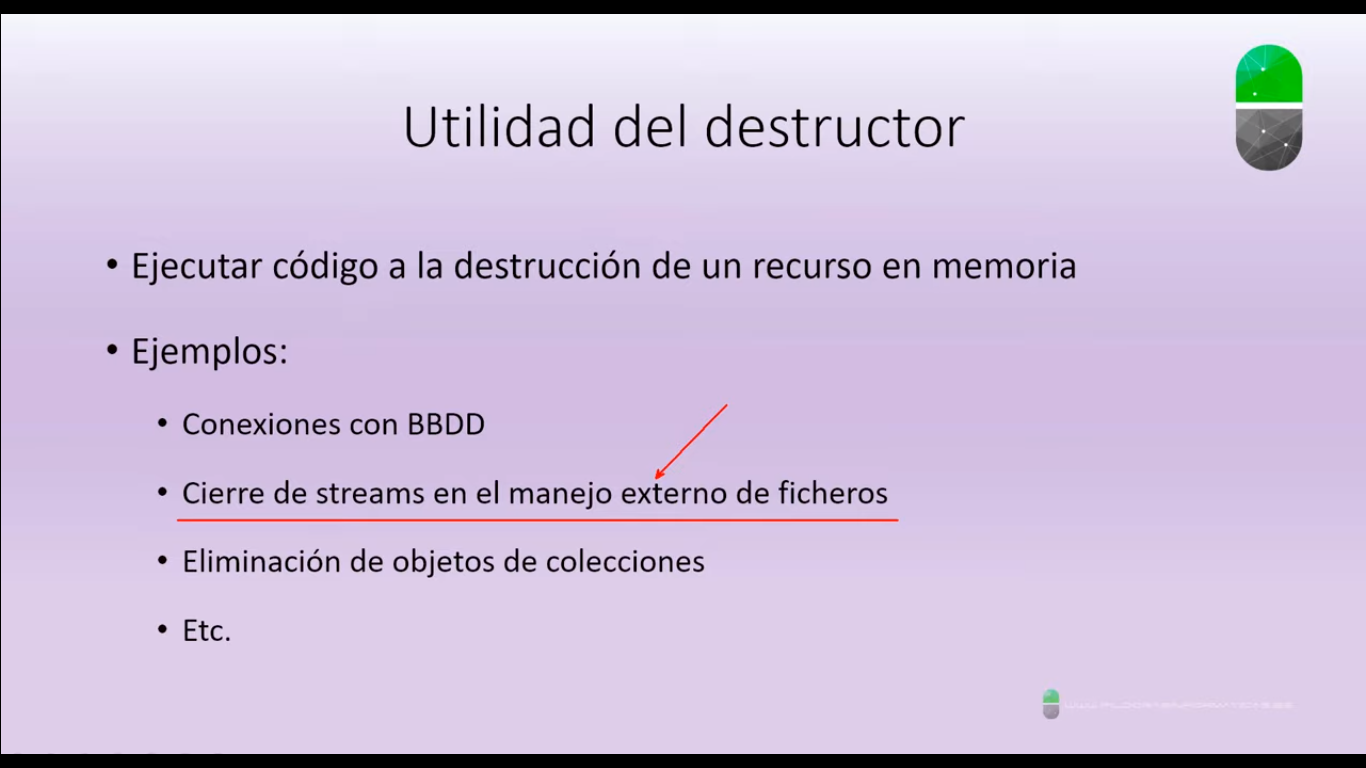 Utilidad del destructor
• Ejecutar código a la destrucción de un recurso en memoria
• Ejemplos:
• Conexiones con BBDD
• Cierre de streams en el manejo externo de ficheros
• Eliminación de objetos de colecciones
• Etc.